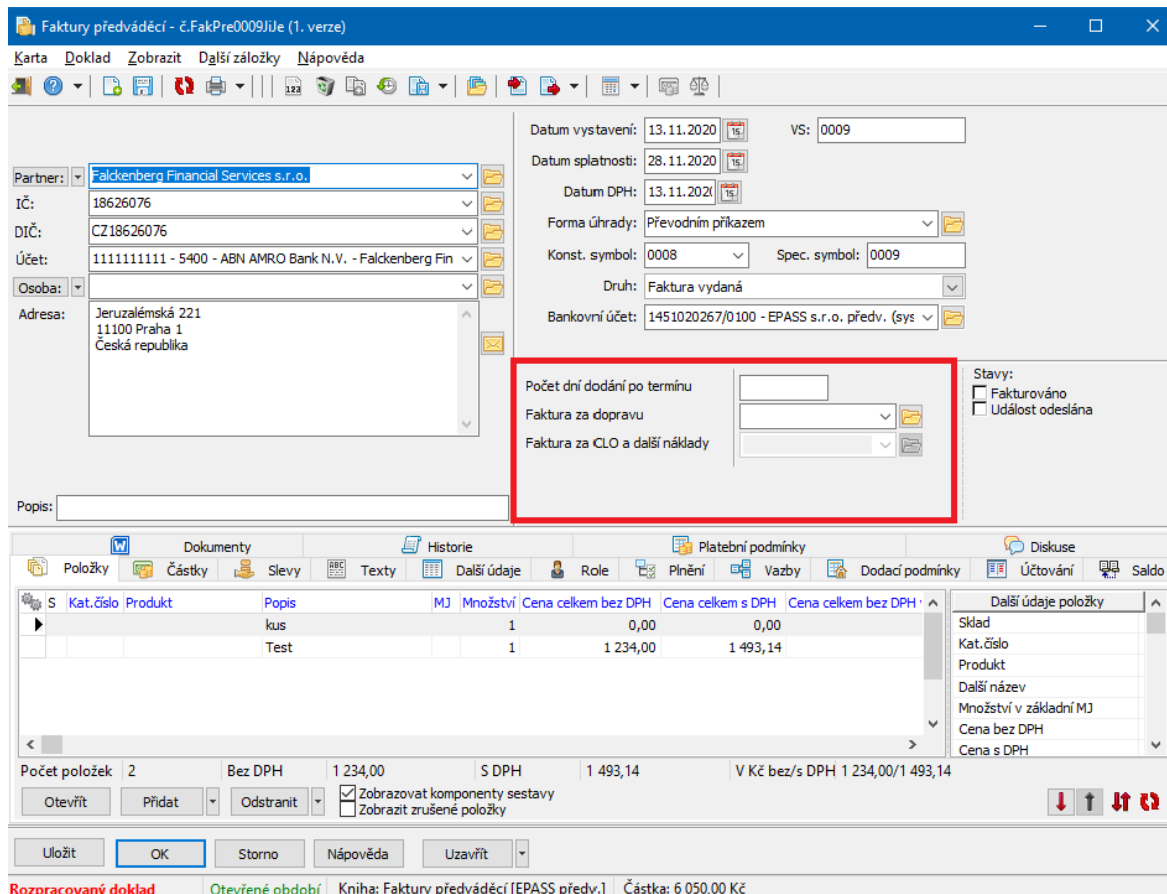 Faktury předváděcí - č.FakPre0009JiJe (1. verze)
Karta Doklad Zobrazit Další záložky Nápověda
Partner: Falckenberg Financial Services s.r.o.
IČ: 18626076
DIČ: CZ18626076
Účet: 1111111111 - 5400 - ABN AMRO Bank N.V. - Falckenberg Fin
Osoba:
Adresa: Jeruzalémská 221
11100 Praha 1
Česká republika
Popis:
Datum vystavení: 13.11.2020 VS: 0009
Datum splatnosti: 28.11.2020
Datum DPH: 13.11.202
Forma úhrady: Převodním příkazem
Konst. symbol: 0008 Spec. symbol: 0009
Druh: Faktura vydaná
Bankovní účet: 1451020267/0100 - EPASS s.r.o. předv. (sys
Počet dní dodání po termínu
Faktura za dopravu
Faktura za CLO a další náklady
Stavy:
Fakturováno
Událost odeslána
Dokumenty Historie Platební podmínky Diskuse
Položky Částky Slevy Texty Další údaje Role Plnění Vazby Dodací podmínky Účtování Saldo
S Kat.číslo Produkt Popis MJ Množství Cena celkem bez DPH Cena celkem s DPH Cena celkem bez DPH
kus 1 0,00 0,00
Test 1 1 234,00 1 493,14
Další údaje položky
Sklad
Kat.číslo
Produkt
Další název
Množství v základní MJ
Cena bez DPH
Cena s DPH
Počet položek 2 Bez DPH 1 234,00 S DPH 1 493,14 V Kč bez/s DPH 1 234,00/1 493,14
Otevřít Přidat Odstranit Zobrazovat komponenty sestavy
Zobrazit zrušené položky
Uložit OK Storno Nápověda Uzavřít
Rozpracovaný doklad Otevřené období Kniha: Faktury předváděcí [EPASS předv.] Částka: 6 050,00 Kč